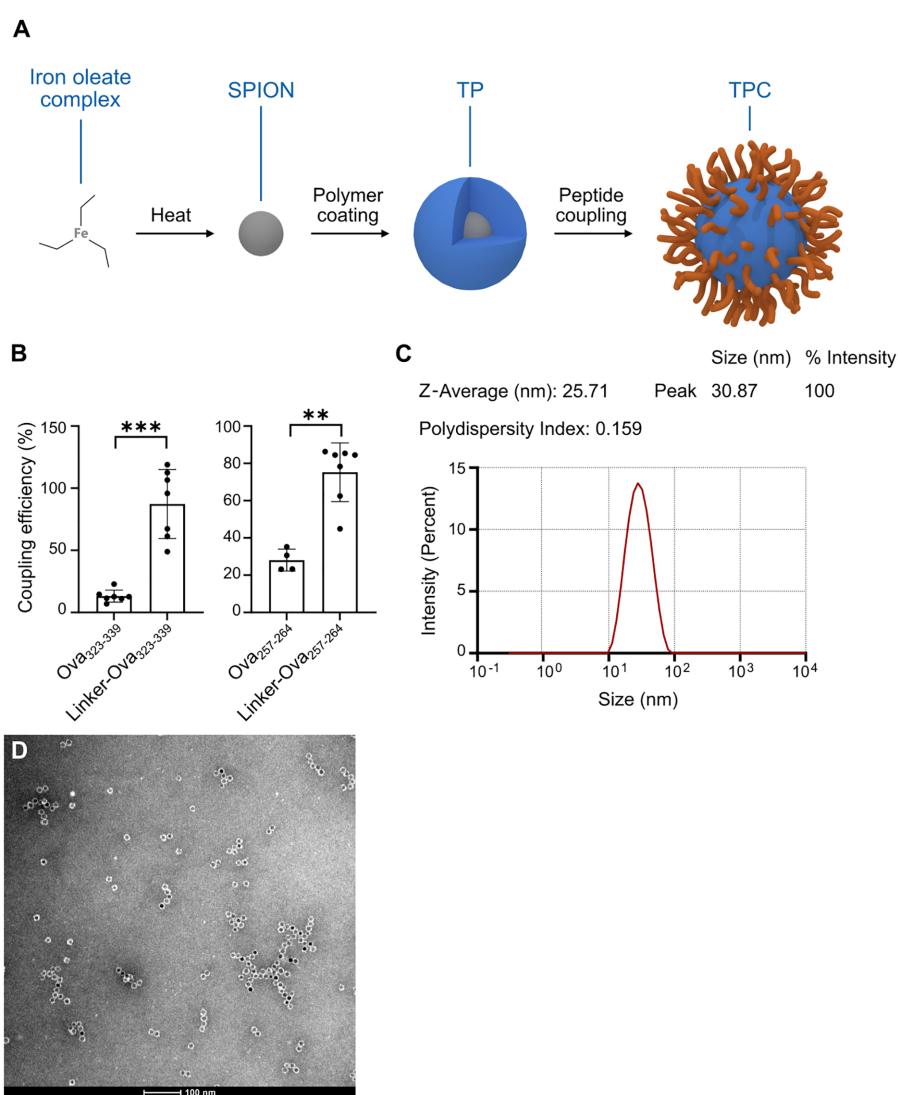 A
Iron oleate
complex
SPION
TP
TPC
Fe
Heat
Polymer
coating
Peptide
coupling
B
Coupling efficiency (%)
150
100
50
0
***
Ova323-339
Linker-Ova323-339
100
80
60
40
20
0
**
Ova257-264
Linker-Ova257-264
C
Size (nm) % Intensity
Z-Average (nm): 25.71 Peak 30.87 100
Polydispersity Index: 0.159
Intensity (Percent)
15
10
5
0
10-1 100 101 102 103 104
Size (nm)
D
100 nm